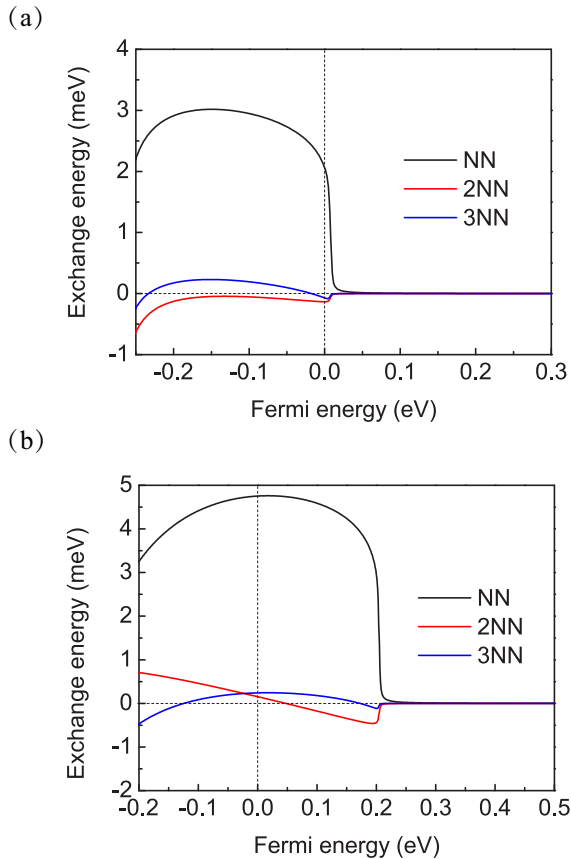 (a)
4
3
2
1
0
-1
Exchange energy (meV)
NN
2NN
3NN
-0.2 -0.1 0.0 0.1 0.2 0.3
Fermi energy (eV)
(b)
5
4
3
2
1
0
-1
-2
Exchange energy (meV)
NN
2NN
3NN
-0.2 -0.1 0.0 0.1 0.2 0.3 0.4 0.5
Fermi energy (eV)